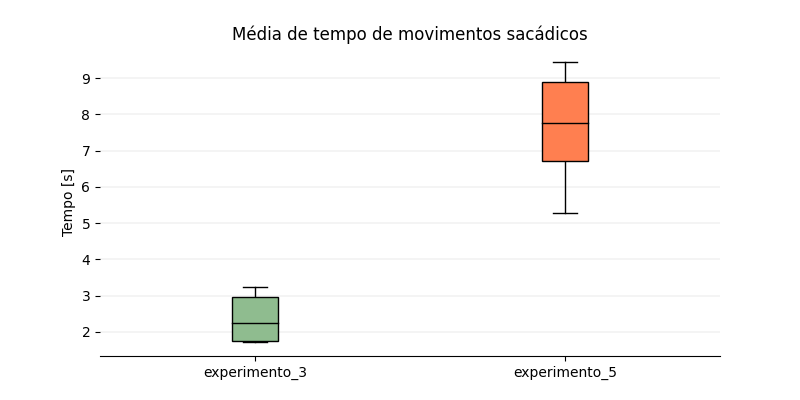 Média de tempo de movimentos sacádicos
Tempo [s]
9
8
7
6
5
4
3
2
experimento_3
experimento_5